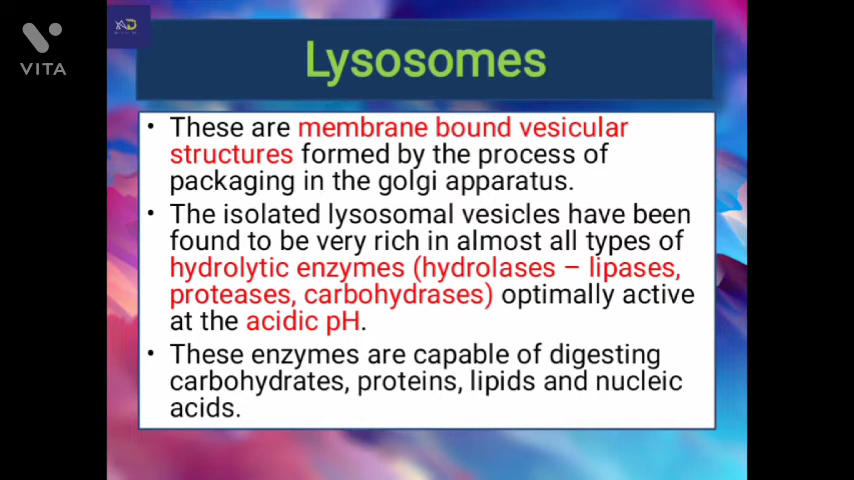 VITA
Lysosomes
• These are membrane bound vesicular
structures formed by the process of
packaging in the golgi apparatus.
• The isolated lysosomal vesicles have been
found to be very rich in almost all types of
hydrolytic enzymes (hydrolases – lipases,
proteases, carbohydrases) optimally active
at the acidic pH.
• These enzymes are capable of digesting
carbohydrates, proteins, lipids and nucleic
acids.